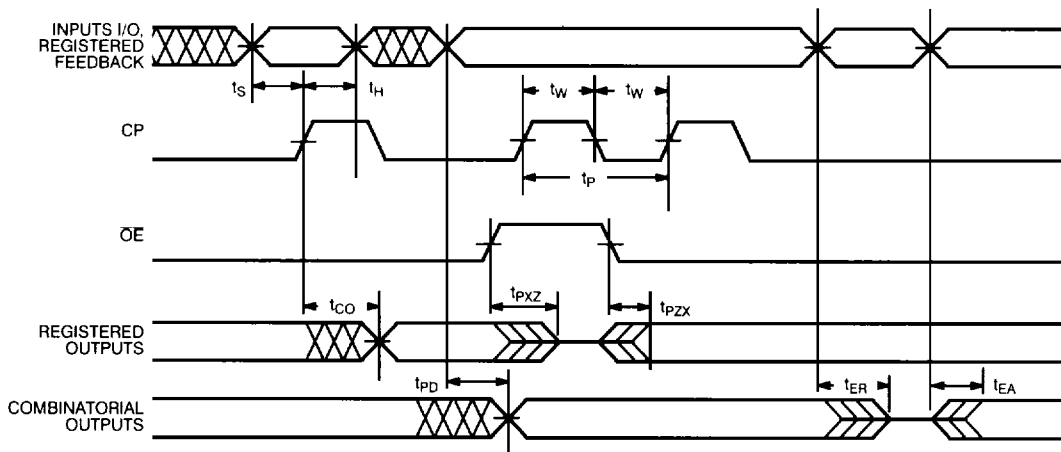 INPUTS I/O,
REGISTERED
FEEDBACK
tS
tH
tW
tW
CP
tP
OE
tPXZ
tPZX
tCO
REGISTERED
OUTPUTS
tPD
tER
tEA
COMBINATORIAL
OUTPUTS